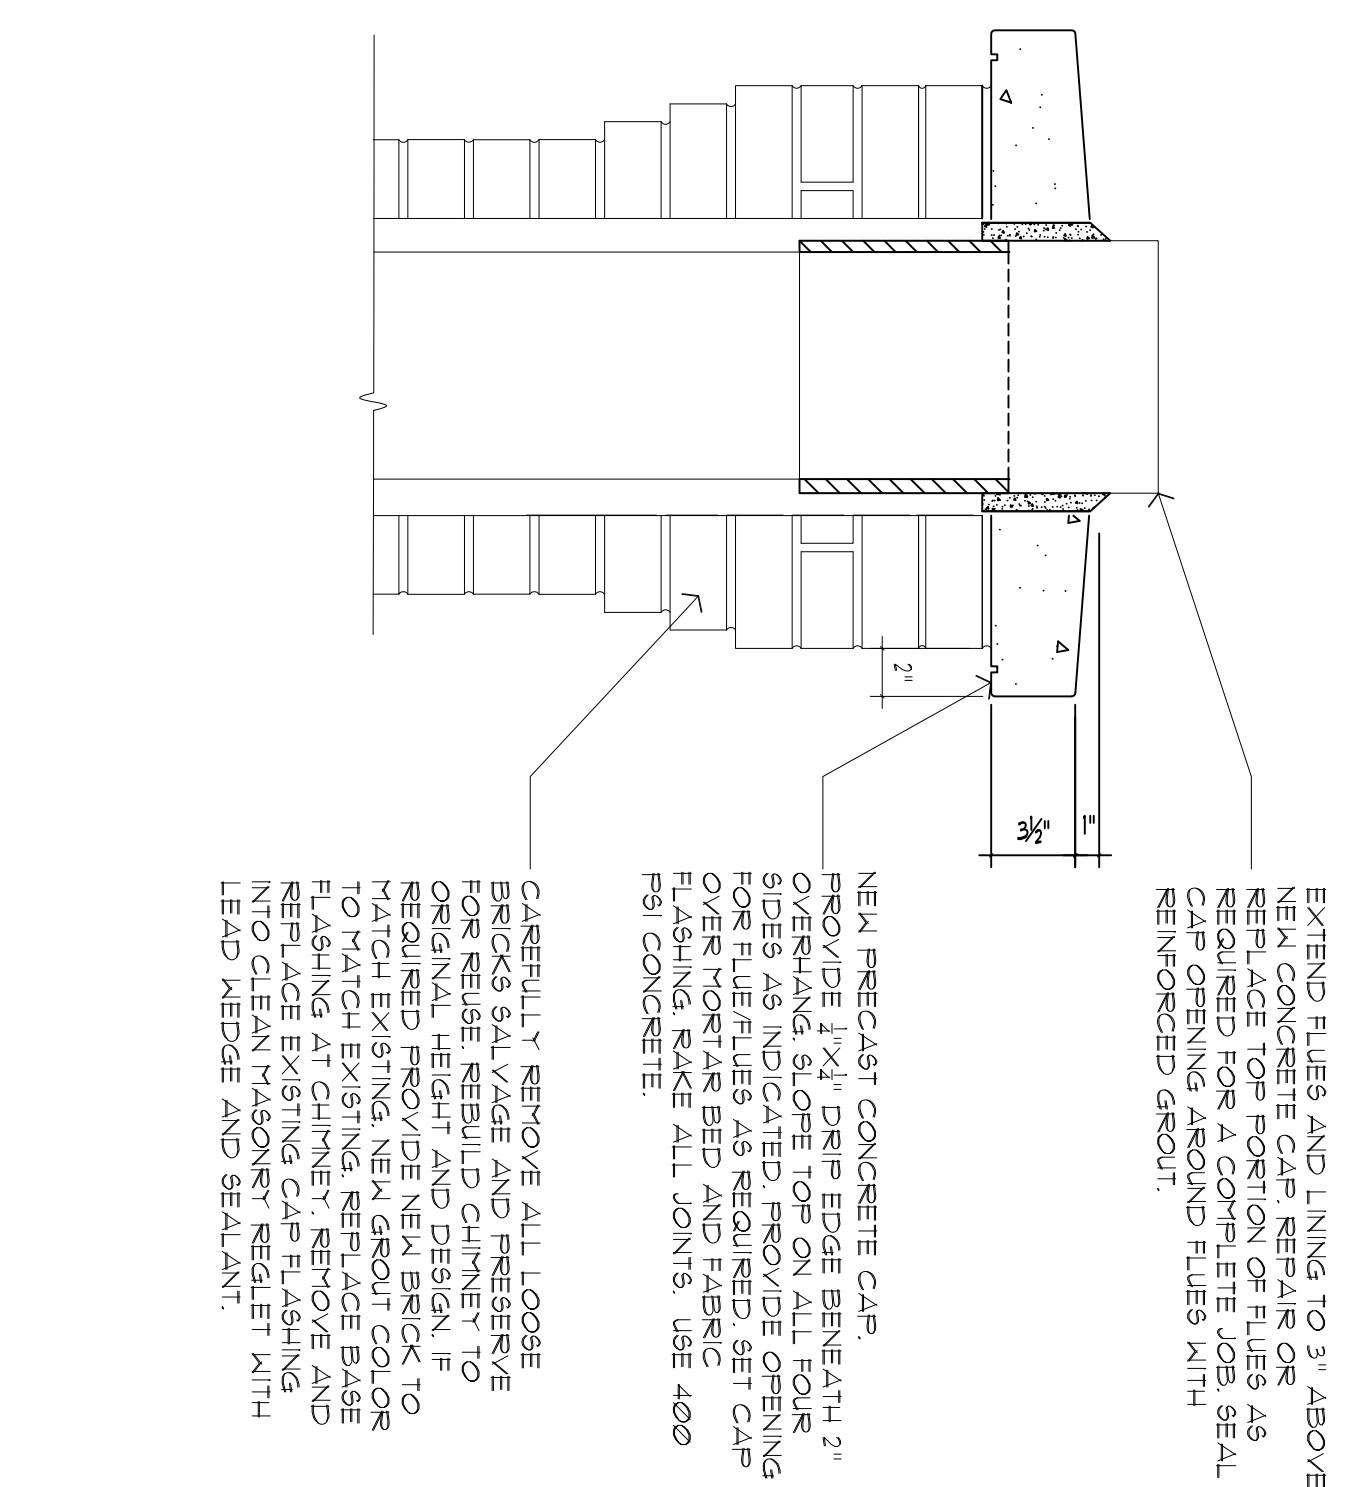 EXTEND FLUES AND LINING TO 3" ABOVE
NEW CONCRETE CAP. REPAIR OR
REPLACE TOP PORTION OF FLUES AS
REQUIRED FOR A COMPLETE JOB. SEAL
CAP OPENING AROUND FLUES WITH
REINFORCED GROUT.
1"
3½"
2"
NEW PRECAST CONCRETE CAP.
PROVIDE ¼"X¼" DRIP EDGE BENEATH 2"
OVERHANG. SLOPE TOP ON ALL FOUR
SIDES AS INDICATED. PROVIDE OPENING
FOR FLUE/FLUES AS REQUIRED. SET CAP
OVER MORTAR BED AND FABRIC
FLASHING. RAKE ALL JOINTS. USE 400
PSI CONCRETE.
CAREFULLY REMOVE ALL LOOSE
BRICKS SALVAGE AND PRESERVE
FOR REUSE. REBUILD CHIMNEY TO
ORIGINAL HEIGHT AND DESIGN. IF
REQUIRED PROVIDE NEW BRICK TO
MATCH EXISTING. NEW GROUT COLOR
TO MATCH EXISTING. REPLACE BASE
FLASHING AT CHIMNEY. REMOVE AND
REPLACE EXISTING CAP FLASHING
INTO CLEAN MASONRY REGLET WITH
LEAD WEDGE AND SEALANT.